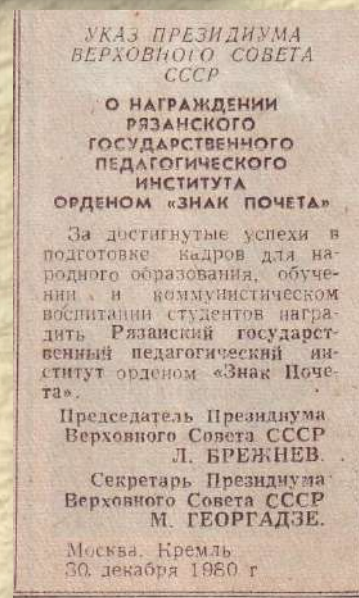 УКАЗ ПРЕЗИДИУМА
ВЕРХОВНОГО СОВЕТА
СССР
О НАГРАЖДЕНИИ
РЯЗАНСКОГО
ГОСУДАРСТВЕННОГО
ПЕДАГОГИЧЕСКОГО
ИНСТИТУТА
ОРДЕНОМ «ЗНАК ПОЧЕТА»
За достигнутые успехи в
подготовке кадров для на-
родного образования, обуче-
нии и коммунистическом
воспитании студентов награ-
дить Рязанский государст-
венный педагогический ин-
ститут орденом «Знак Поче-
та».
Председатель Президиума
Верховного Совета СССР
Л. БРЕЖНЕВ.
Секретарь Президиума
Верховного Совета СССР
М. ГЕОРГАДЗЕ.
Москва. Кремль
30. декабря 1980 г